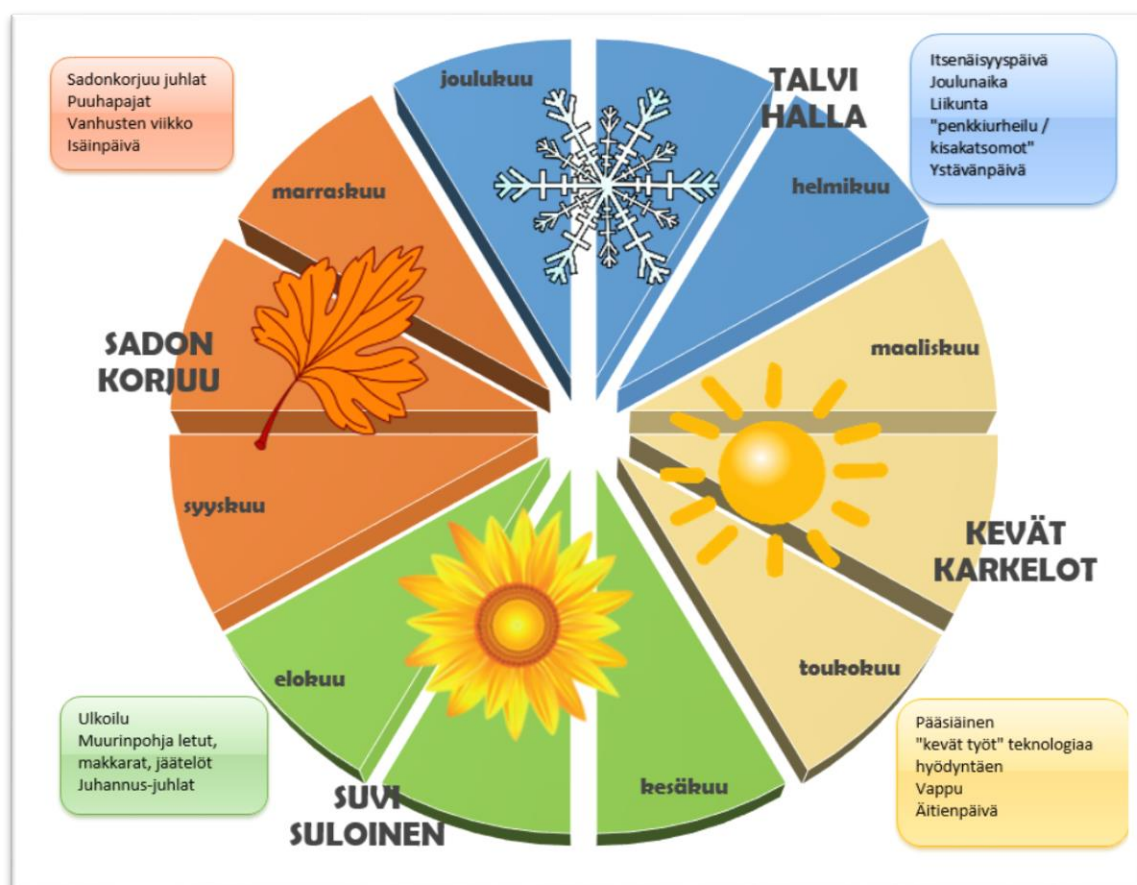 Sadonkorjuu juhlat
Puuhapajat
Vanhusten viikko
Isäinpäivä
joulukuu
TALVI
HALLA
Itsenäisyyspäivä
Joulunaika
Liikunta
"penkkiurheilu /
kisakatsomot"
Ystävänpäivä
marraskuu
helmikuu
SADON
KORJUU
maaliskuu
syyskuu
KEVÄT
KARKELOT
elokuu
toukokuu
kesäkuu
SUVI
SULOINEN
Ulkoilu
Muurinpohja letut,
makkarat, jäätelöt
Juhannus-juhlat
Pääsiäinen
"kevät työt" teknologiaa
hyödyntäen
Vappu
Äitienpäivä